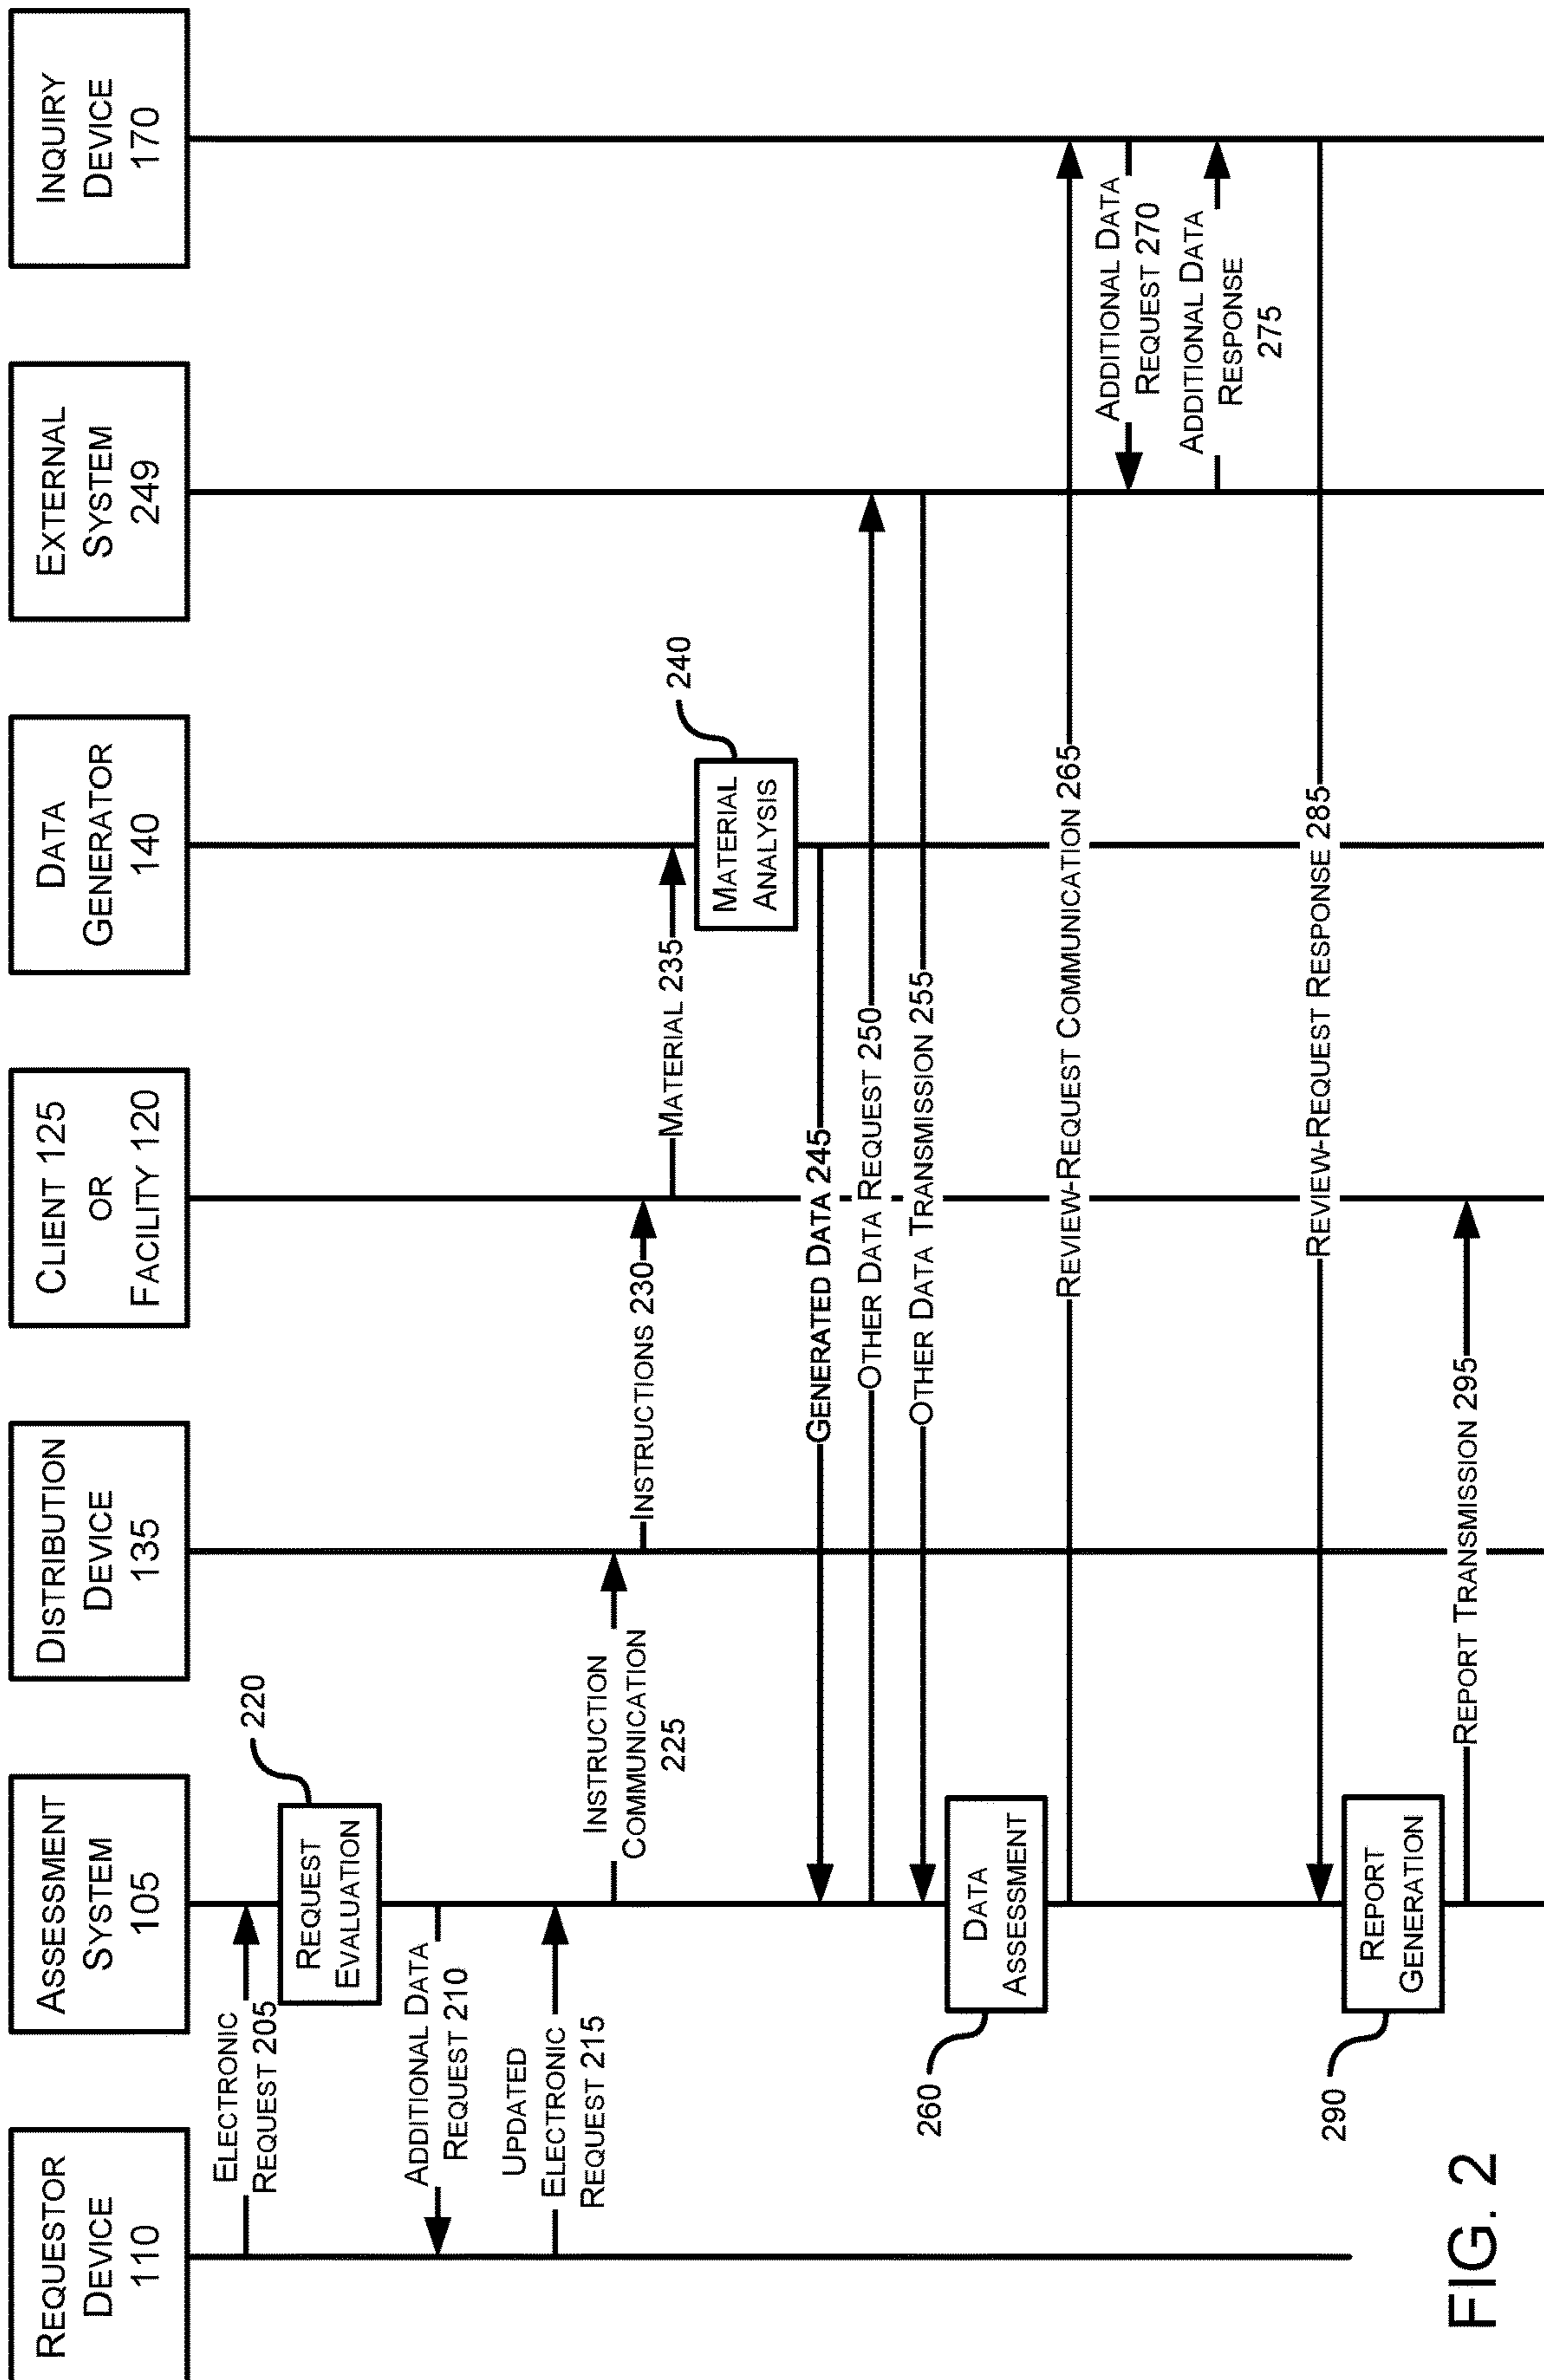 REQUESTOR
DEVICE
110
ASSESSMENT
SYSTEM
105
DISTRIBUTION
DEVICE
135
CLIENT 125
OR
FACILITY 120
DATA
GENERATOR
140
EXTERNAL
SYSTEM
249
INQUIRY
DEVICE
170
ELECTRONIC
REQUEST 205
220
REQUEST
EVALUATION
ADDITIONAL DATA
REQUEST 210
UPDATED
ELECTRONIC
REQUEST 215
INSTRUCTION
COMMUNICATION
225
INSTRUCTIONS 230
MATERIAL 235
240
MATERIAL
ANALYSIS
GENERATED DATA 245
OTHER DATA REQUEST 250
OTHER DATA TRANSMISSION 255
260
DATA
ASSESSMENT
REVIEW-REQUEST COMMUNICATION 265
ADDITIONAL DATA
REQUEST 270
ADDITIONAL DATA
RESPONSE
275
REVIEW-REQUEST RESPONSE 285
290
REPORT
GENERATION
REPORT TRANSMISSION 295
FIG. 2